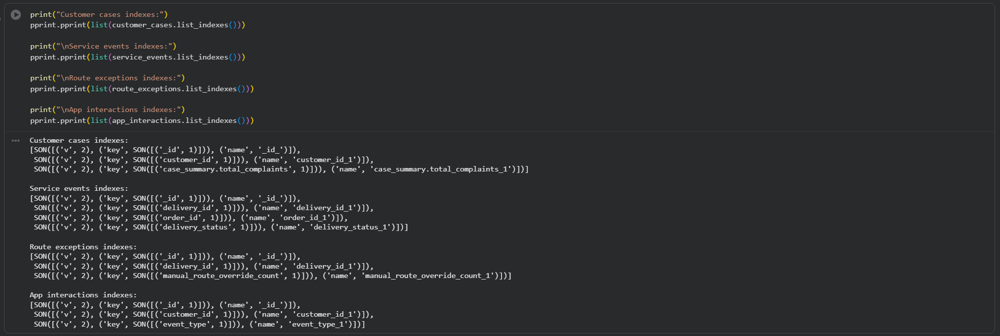 print("Customer cases indexes:")
pprint.pprint(list(customer_cases.list_indexes()))

print("\nService events indexes:")
pprint.pprint(list(service_events.list_indexes()))

print("\nRoute exceptions indexes:")
pprint.pprint(list(route_exceptions.list_indexes()))

print("\nApp interactions indexes:")
pprint.pprint(list(app_interactions.list_indexes()))

Customer cases indexes:
[SON([('v', 2), ('key', SON([('_id', 1)])), ('name', '_id_')]),
 SON([('v', 2), ('key', SON([('customer_id', 1)])), ('name', 'customer_id_1')]),
 SON([('v', 2), ('key', SON([('case_summary.total_complaints', 1)])), ('name', 'case_summary.total_complaints_1')])]

Service events indexes:
[SON([('v', 2), ('key', SON([('_id', 1)])), ('name', '_id_')]),
 SON([('v', 2), ('key', SON([('delivery_id', 1)])), ('name', 'delivery_id_1')]),
 SON([('v', 2), ('key', SON([('order_id', 1)])), ('name', 'order_id_1')]),
 SON([('v', 2), ('key', SON([('delivery_status', 1)])), ('name', 'delivery_status_1')])]

Route exceptions indexes:
[SON([('v', 2), ('key', SON([('_id', 1)])), ('name', '_id_')]),
 SON([('v', 2), ('key', SON([('delivery_id', 1)])), ('name', 'delivery_id_1')]),
 SON([('v', 2), ('key', SON([('manual_route_override_count', 1)])), ('name', 'manual_route_override_count_1')])]

App interactions indexes:
[SON([('v', 2), ('key', SON([('_id', 1)])), ('name', '_id_')]),
 SON([('v', 2), ('key', SON([('customer_id', 1)])), ('name', 'customer_id_1')]),
 SON([('v', 2), ('key', SON([('event_type', 1)])), ('name', 'event_type_1')])]